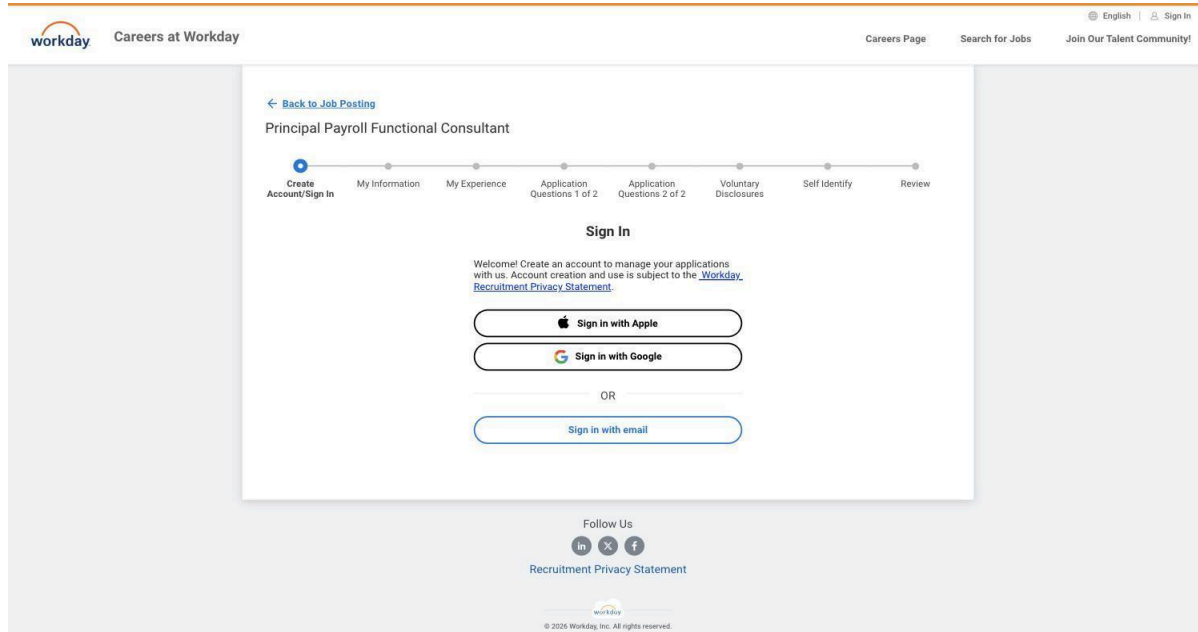 English | Sign In
workday. Careers at Workday Careers Page Search for Jobs Join Our Talent Community!
← Back to Job Posting
Principal Payroll Functional Consultant
Create Account/Sign In
My Information
My Experience
Application Questions 1 of 2
Application Questions 2 of 2
Voluntary Disclosures
Self Identify
Review
Sign In
Welcome! Create an account to manage your applications
with us. Account creation and use is subject to the Workday
Recruitment Privacy Statement.
Sign in with Apple
Sign in with Google
OR
Sign in with email
Follow Us
in X f
Recruitment Privacy Statement
workday
© 2026 Workday, Inc. All rights reserved.